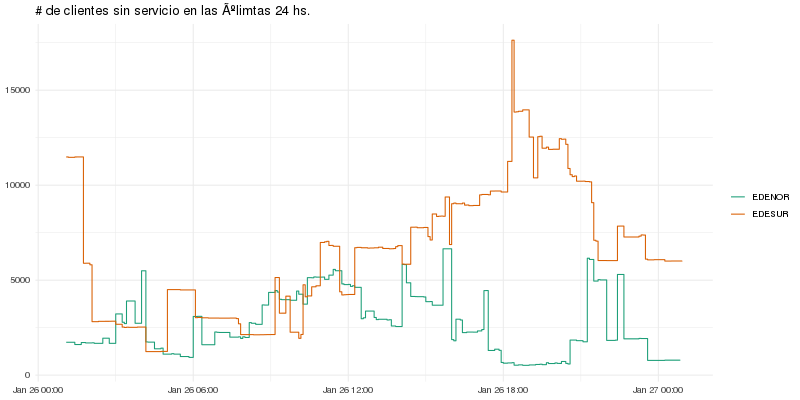 # de clientes sin servicio en las Ãºlimtas 24 hs.
15000
10000
5000
0
Jan 26 00:00
Jan 26 06:00
Jan 26 12:00
Jan 26 18:00
Jan 27 00:00
EDENOR
EDESUR